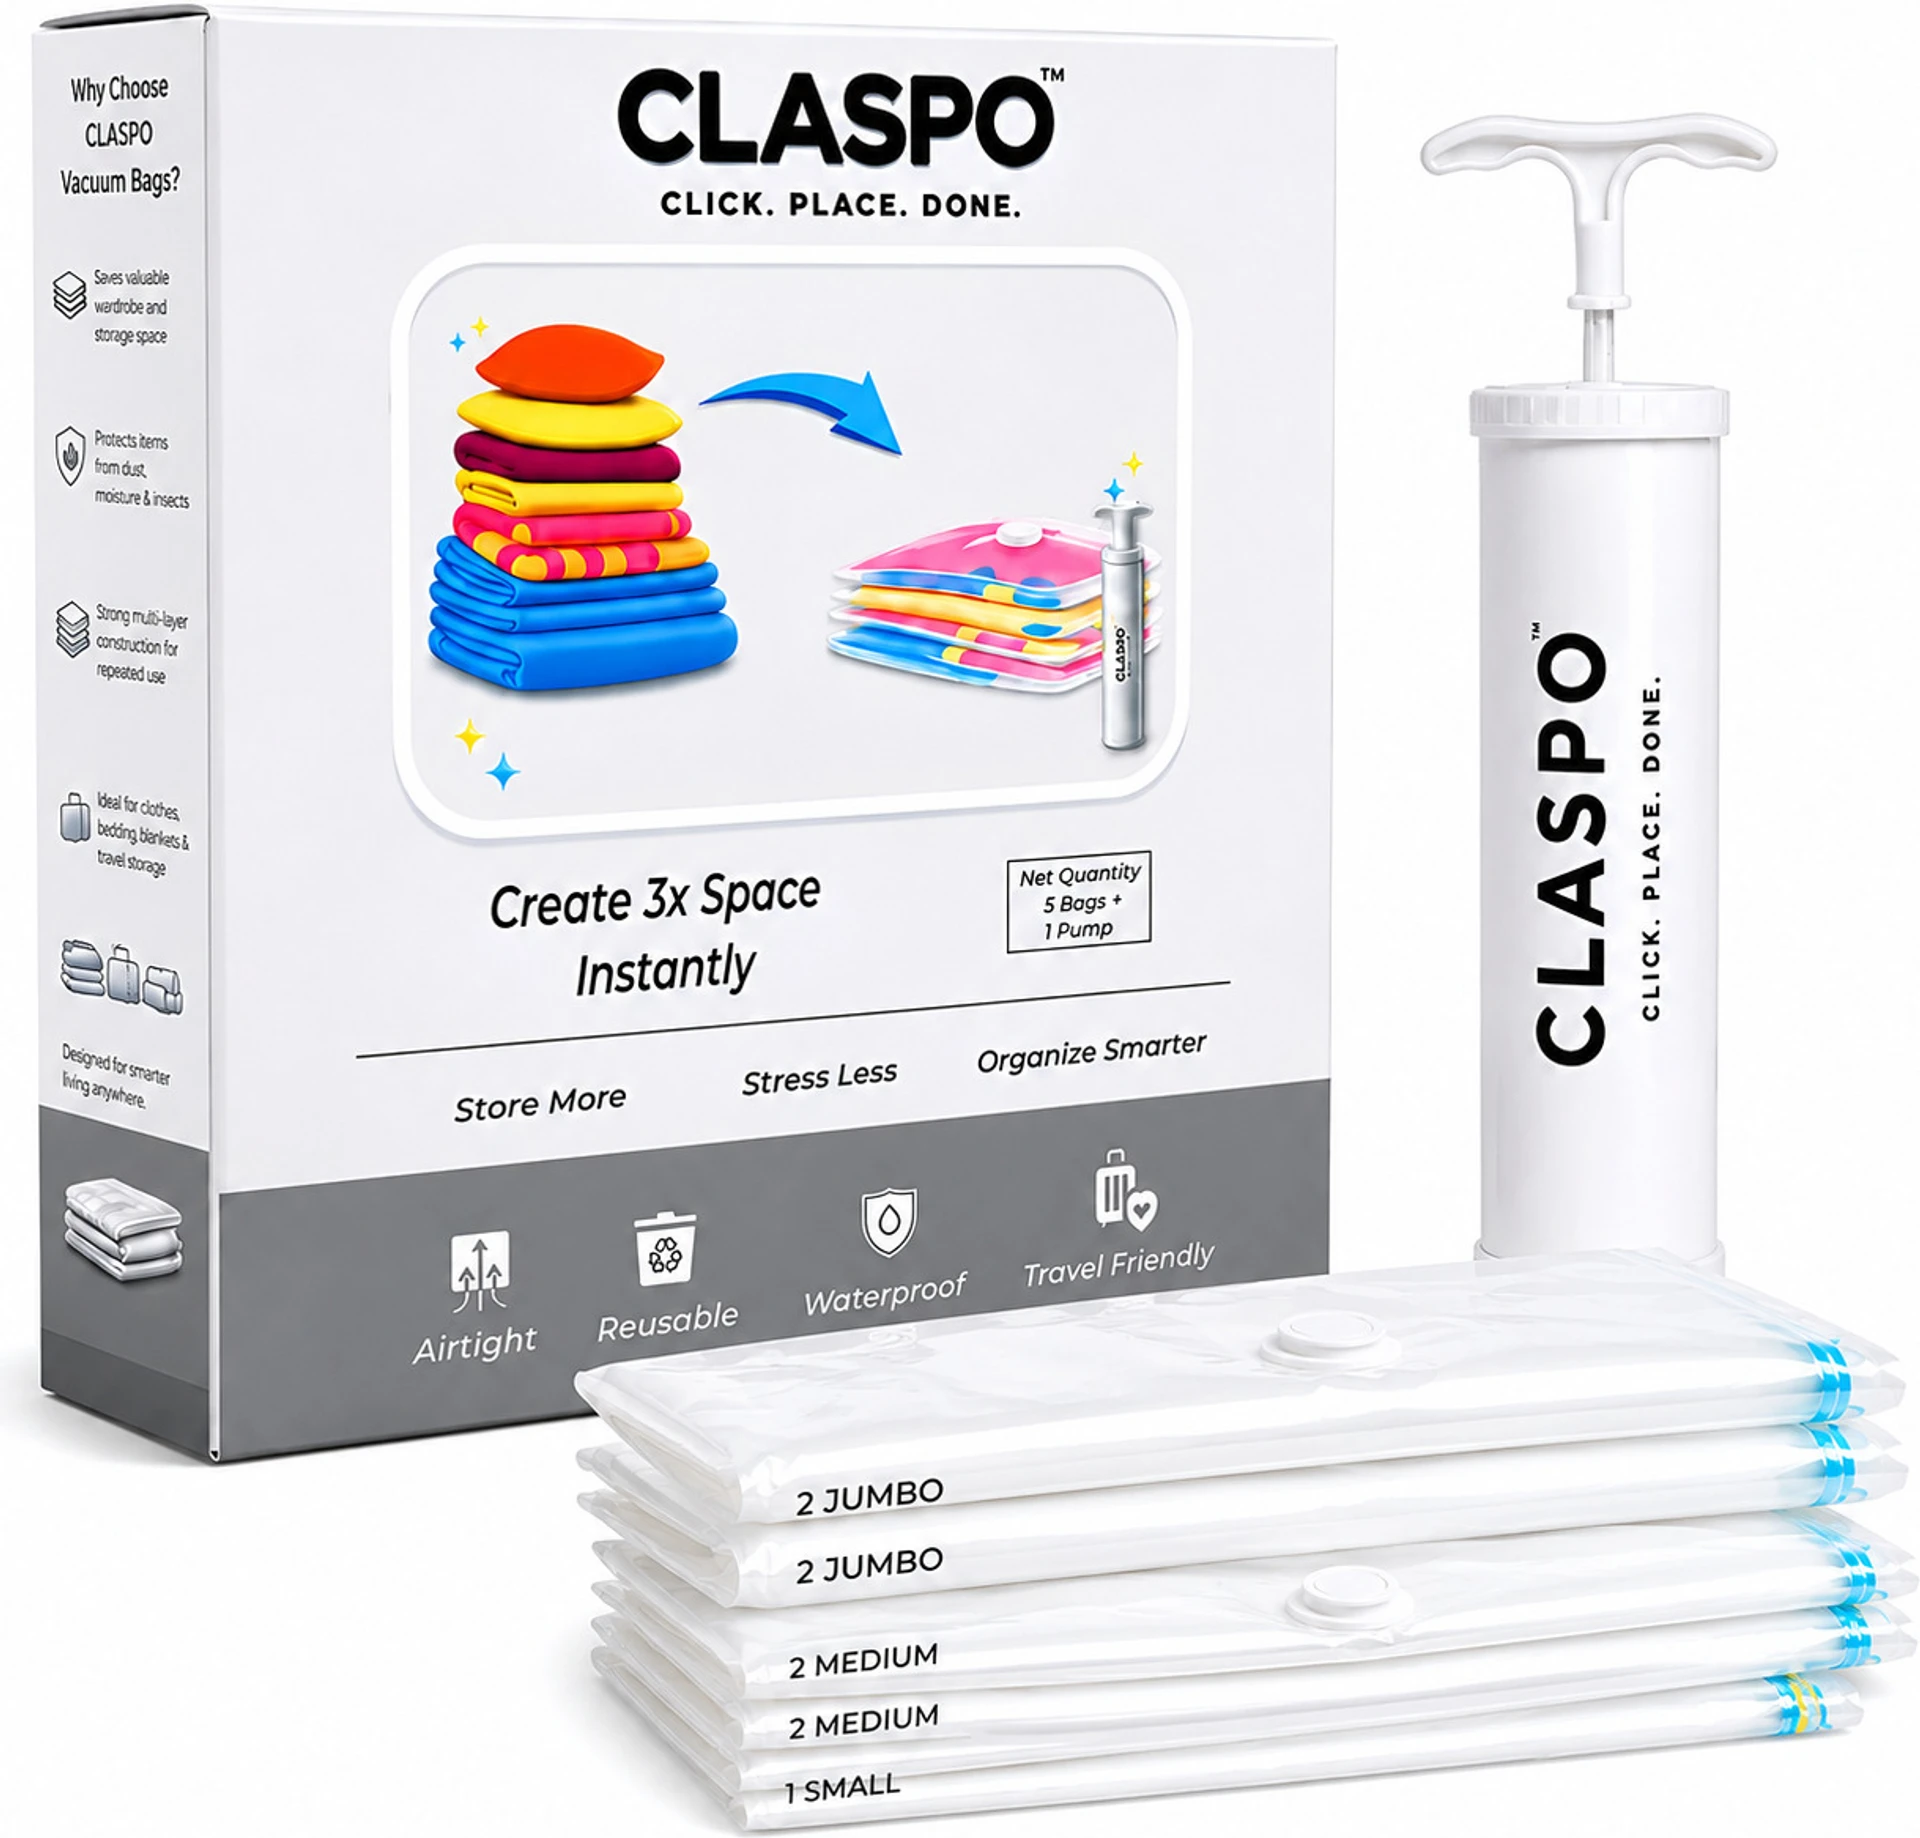 Why Choose
CLASPO
Vacuum Bags?
Saves valuable
wardrobe and
storage space
Protects items
from dust,
moisture & insects
Strong multi-layer
construction for
repeated use
Ideal for clothes,
bedding, blankets &
travel storage
Designed for smarter
living anywhere.
CLASPO™
CLICK. PLACE. DONE.
Create 3x Space
Instantly
Net Quantity
5 Bags +
1 Pump
Store More
Stress Less
Organize Smarter
Airtight
Reusable
Waterproof
Travel Friendly
CLASPO™
CLICK. PLACE. DONE.
2 JUMBO
2 JUMBO
2 MEDIUM
2 MEDIUM
1 SMALL